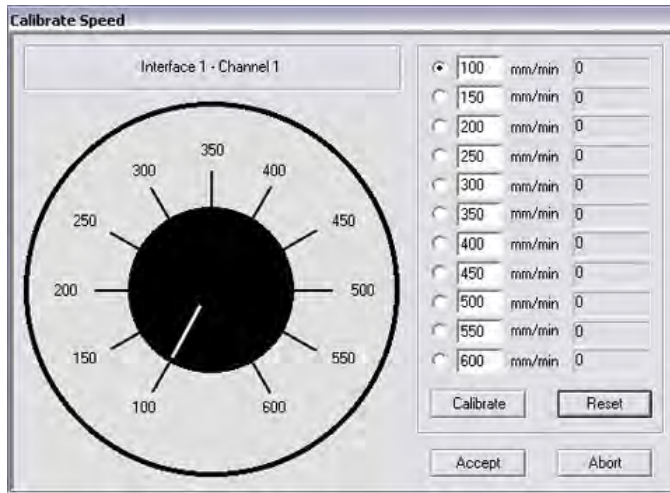 Calibrate Speed
Interface 1 - Channel 1
350
300
400
250
450
200
500
150
550
100
600
100 mm/min 0
150 mm/min 0
200 mm/min 0
250 mm/min 0
300 mm/min 0
350 mm/min 0
400 mm/min 0
450 mm/min 0
500 mm/min 0
550 mm/min 0
600 mm/min 0
Calibrate Reset
Accept Abort